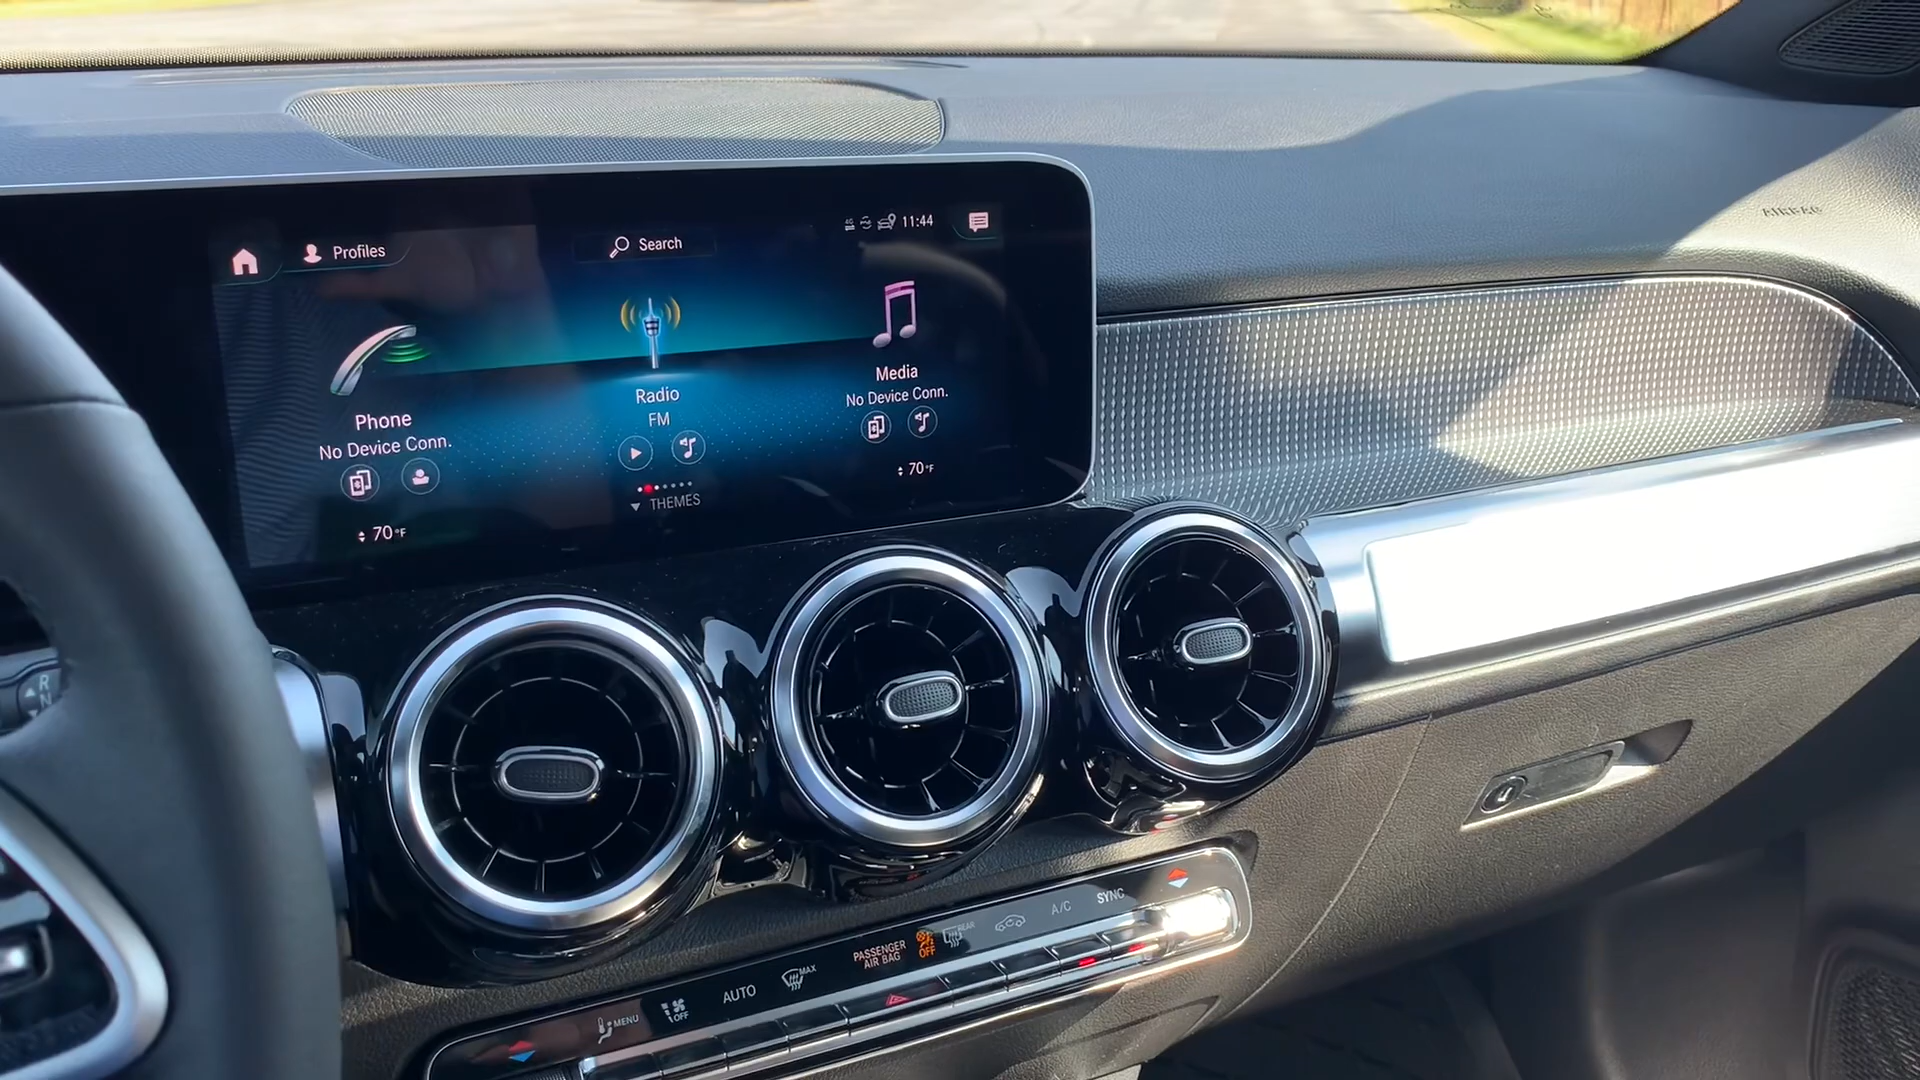 Profiles
Search
4G
11:44
Phone
No Device Conn.
70°F
Radio
FM
THEMES
Media
No Device Conn.
70°F
AIRBAG
R
N
MENU
OFF
AUTO
MAX
PASSENGER
AIR BAG
OFF
REAR
A/C
SYNC